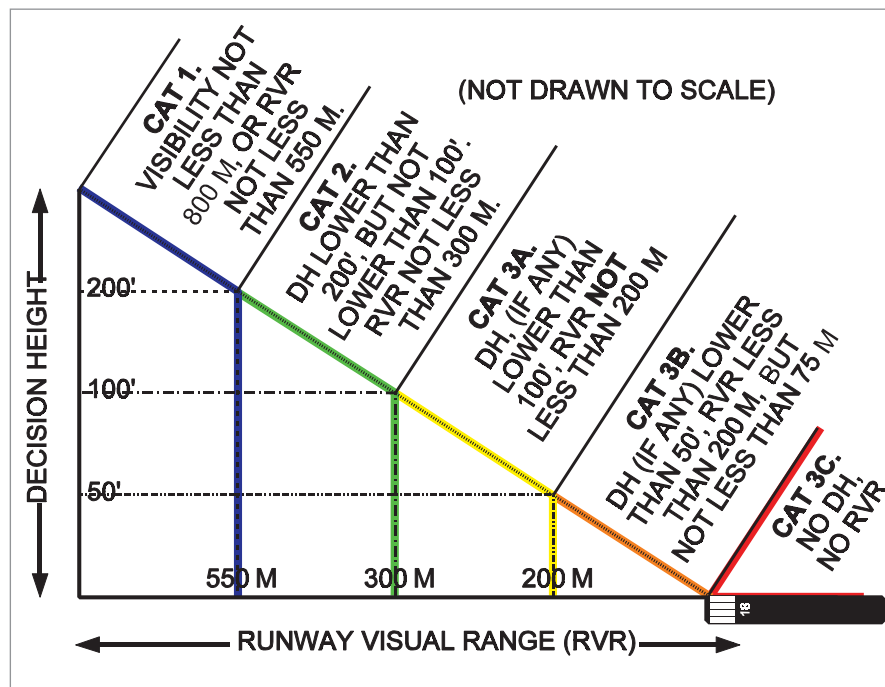 (NOT DRAWN TO SCALE)
CAT 1.
VISIBILITY NOT
LESS THAN
800 M, OR RVR
NOT LESS
THAN 550 M.
CAT 2.
DH LOWER THAN
200', BUT NOT
LOWER THAN 100'.
RVR NOT LESS
THAN 300 M.
CAT 3A.
DH, (IF ANY)
LOWER THAN
100', RVR NOT
LESS THAN 200 M
CAT 3B.
DH (IF ANY) LOWER
THAN 50', RVR LESS
THAN 200 M, BUT
NOT LESS THAN 75 M
CAT 3C.
NO DH,
NO RVR
DECISION HEIGHT
200'
100'
50'
550 M
300 M
200 M
18
RUNWAY VISUAL RANGE (RVR)